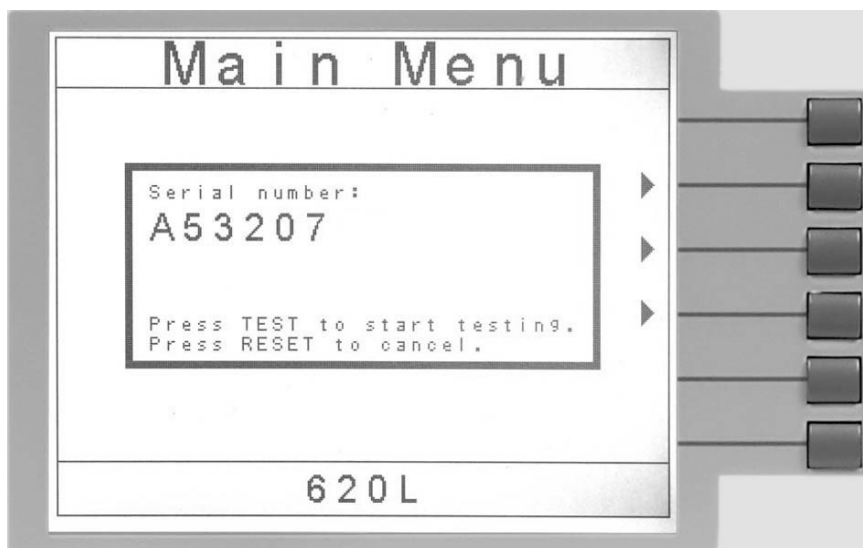 Main Menu
Serial number:
A53207
Press TEST to start testing.
Press RESET to cancel.
620L